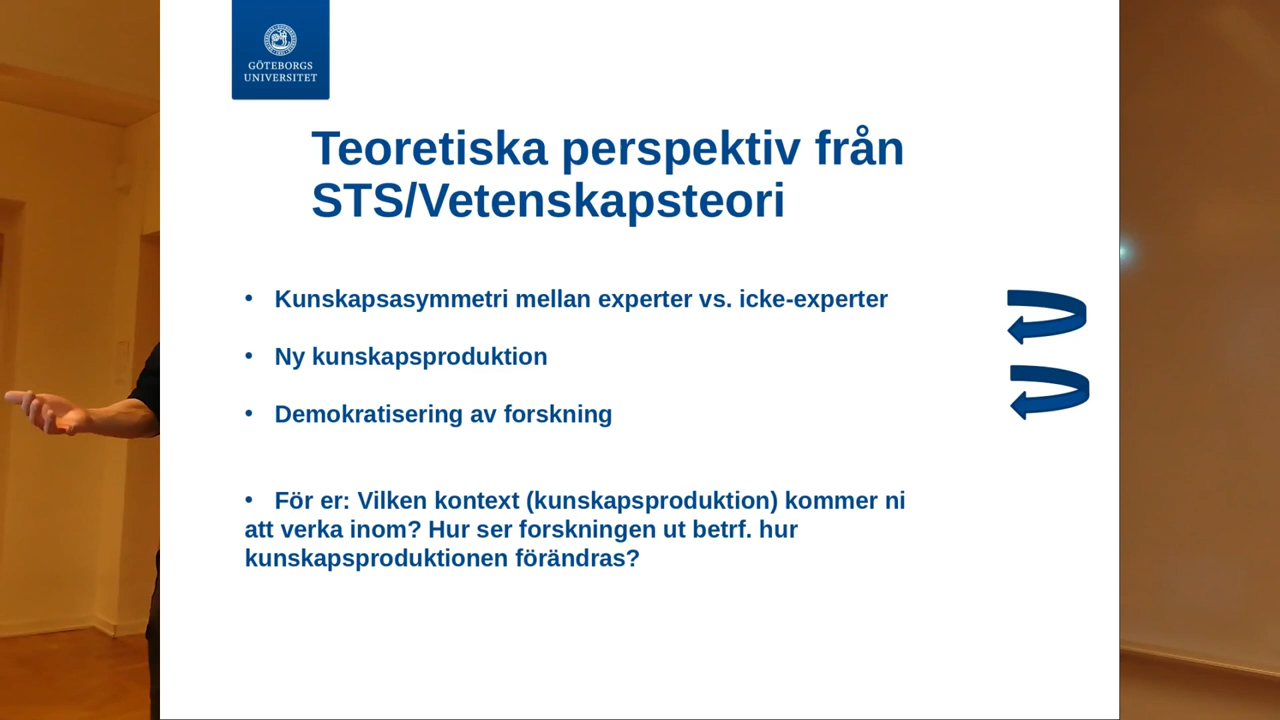 GÖTEBORGS
UNIVERSITET
Teoretiska perspektiv från
STS/Vetenskapsteori
• Kunskapsasymmetri mellan experter vs. icke-experter
• Ny kunskapsproduktion
• Demokratisering av forskning
• För er: Vilken kontext (kunskapsproduktion) kommer ni
att verka inom? Hur ser forskningen ut betrf. hur
kunskapsproduktionen förändras?